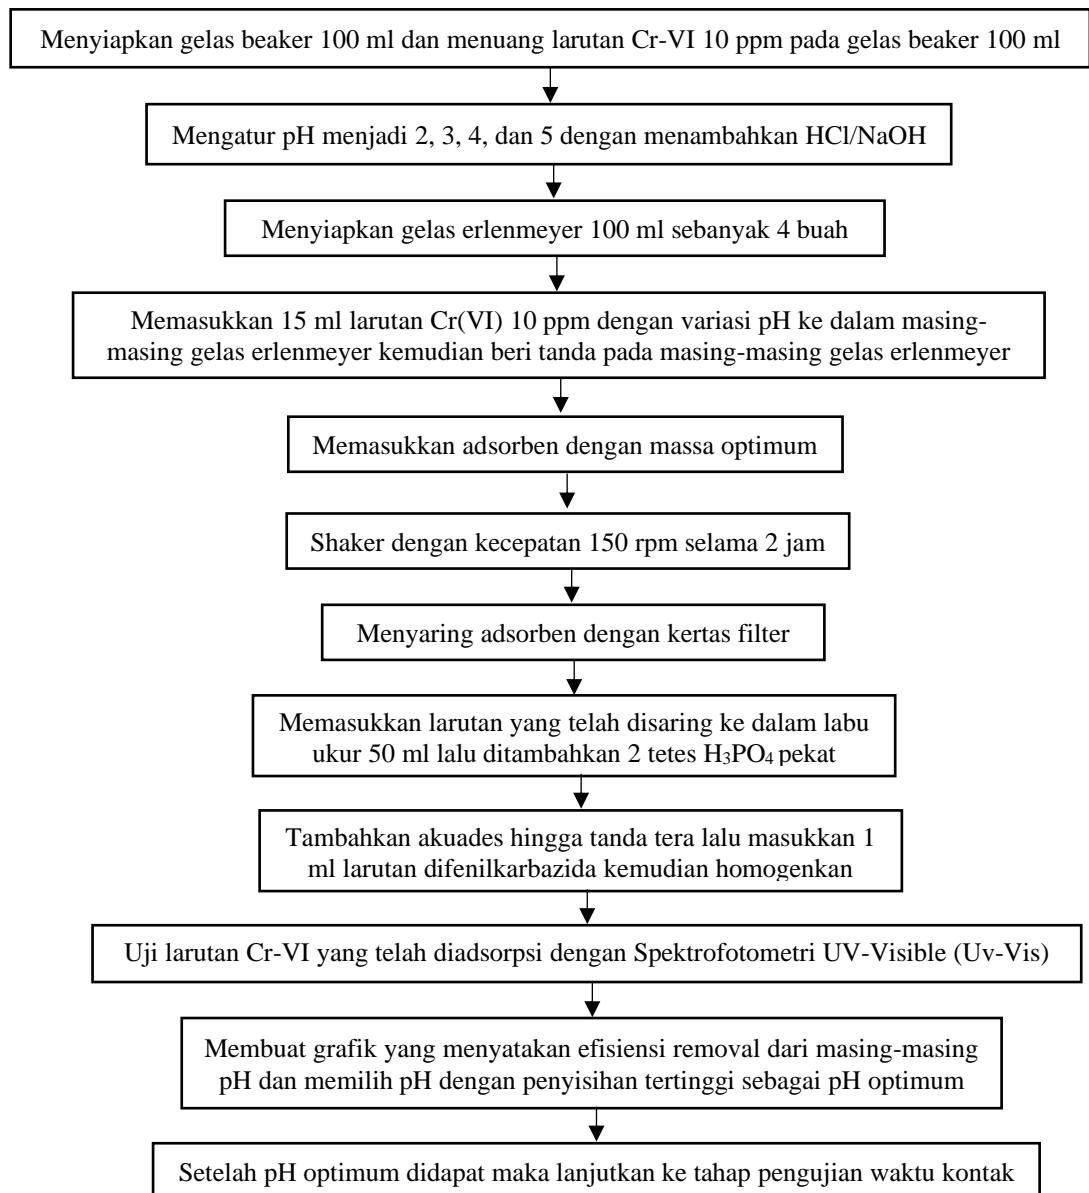 Menyiapkan gelas beaker 100 ml dan menuang larutan Cr-VI 10 ppm pada gelas beaker 100 ml
Mengatur pH menjadi 2, 3, 4, dan 5 dengan menambahkan HCl/NaOH
Menyiapkan gelas erlenmeyer 100 ml sebanyak 4 buah
Memasukkan 15 ml larutan Cr(VI) 10 ppm dengan variasi pH ke dalam masing-
masing gelas erlenmeyer kemudian beri tanda pada masing-masing gelas erlenmeyer
Memasukkan adsorben dengan massa optimum
Shaker dengan kecepatan 150 rpm selama 2 jam
Menyaring adsorben dengan kertas filter
Memasukkan larutan yang telah disaring ke dalam labu
ukur 50 ml lalu ditambahkan 2 tetes H₃PO₄ pekat
Tambahkan akuades hingga tanda tera lalu masukkan 1
ml larutan difenilkarbazida kemudian homogenkan
Uji larutan Cr-VI yang telah diadsorpsi dengan Spektrofotometri UV-Visible (Uv-Vis)
Membuat grafik yang menyatakan efisiensi removal dari masing-masing
pH dan memilih pH dengan penyisihan tertinggi sebagai pH optimum
Setelah pH optimum didapat maka lanjutkan ke tahap pengujian waktu kontak